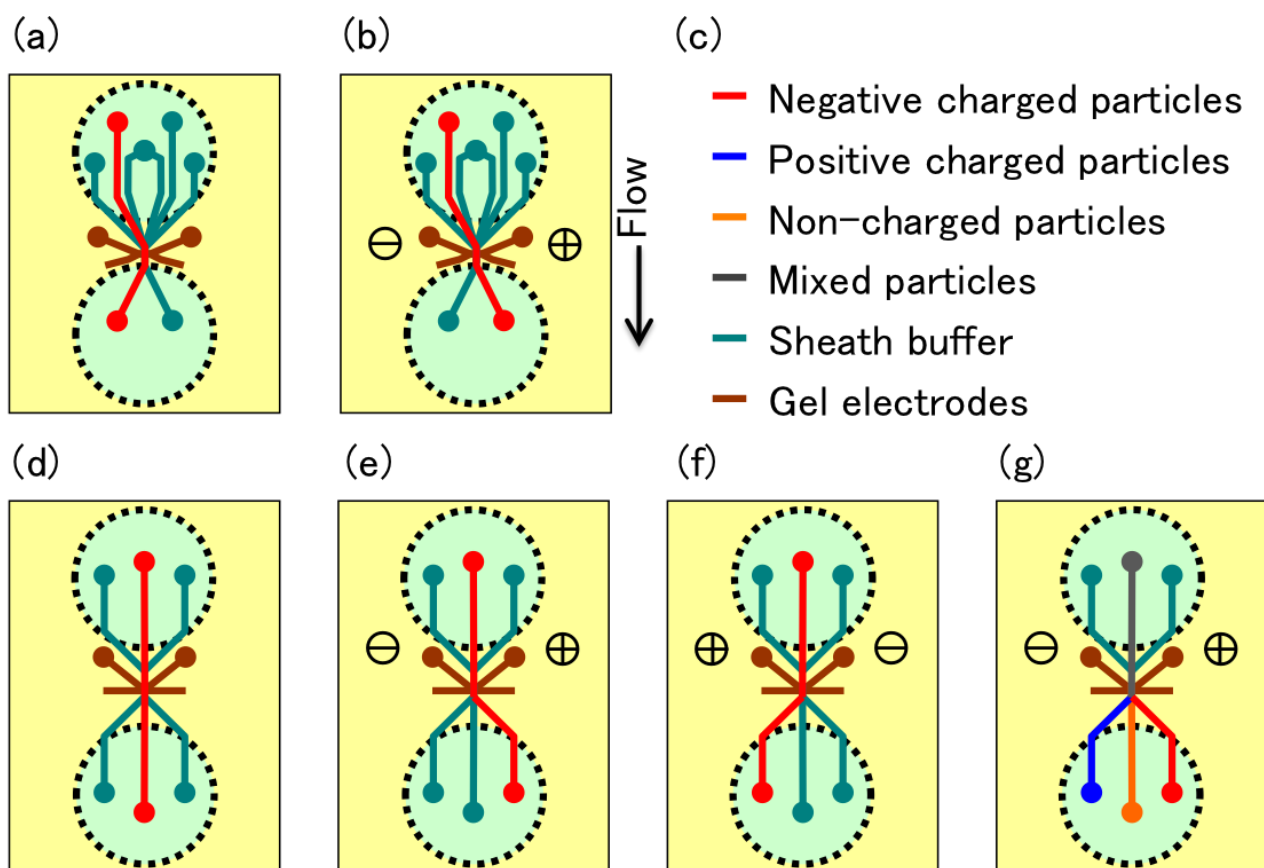 (a)
(b)
(c)
Negative charged particles
Positive charged particles
Non-charged particles
Mixed particles
Sheath buffer
Gel electrodes
⊖
⊕
Flow
(d)
(e)
(f)
(g)
⊖
⊕
⊕
⊖
⊖
⊕